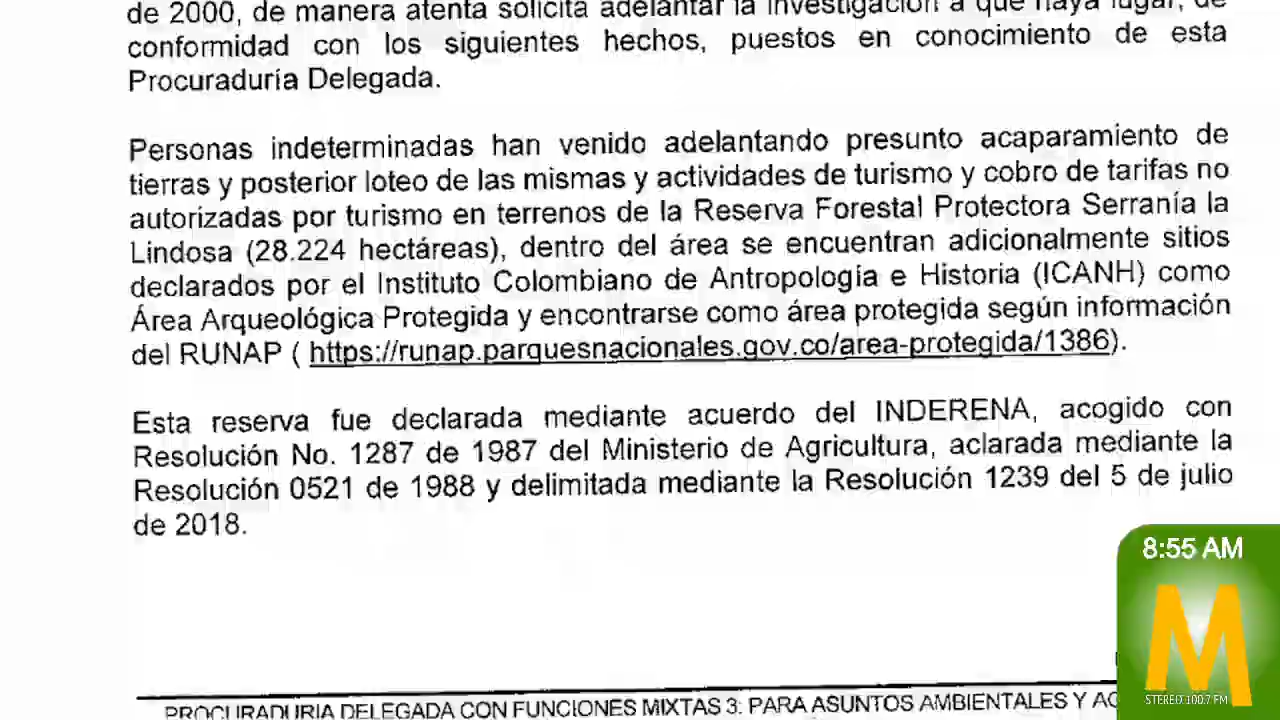 de 2000, de manera atenta solicita adelantar la investigación a que haya lugar, de
conformidad con los siguientes hechos, puestos en conocimiento de esta
Procuraduría Delegada.
Personas indeterminadas han venido adelantando presunto acaparamiento de
tierras y posterior loteo de las mismas y actividades de turismo y cobro de tarifas no
autorizadas por turismo en terrenos de la Reserva Forestal Protectora Serranía la
Lindosa (28.224 hectáreas), dentro del área se encuentran adicionalmente sitios
declarados por el Instituto Colombiano de Antropología e Historia (ICANH) como
Área Arqueológica Protegida y encontrarse como área protegida según información
del RUNAP ( https://runap.parquesnacionales.gov.co/area-protegida/1386).
Esta reserva fue declarada mediante acuerdo del INDERENA, acogido con
Resolución No. 1287 de 1987 del Ministerio de Agricultura, aclarada mediante la
Resolución 0521 de 1988 y delimitada mediante la Resolución 1239 del 5 de julio
de 2018.
8:55 AM
M
STEREO 100.7 FM
PROCURADURIA DELEGADA CON FUNCIONES MIXTAS 3: PARA ASUNTOS AMBIENTALES Y